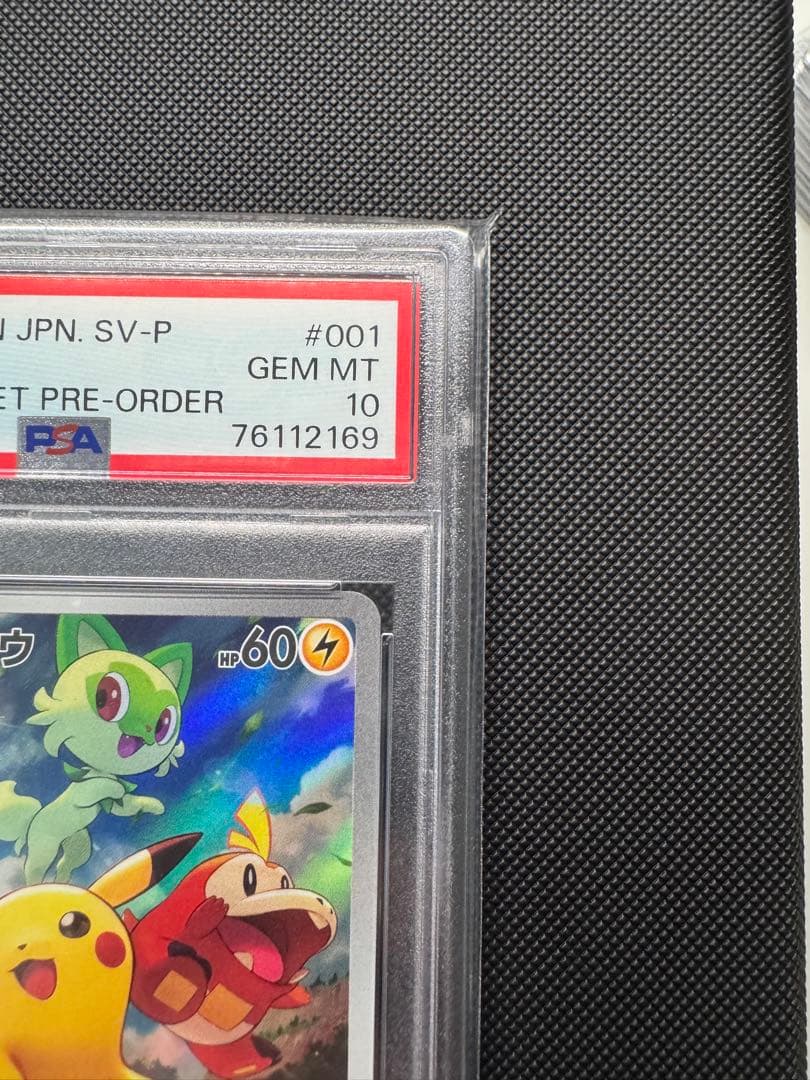 N JPN. SV-P #001
GEM MT
ET PRE-ORDER 10
PSA 76112169
ウ HP60